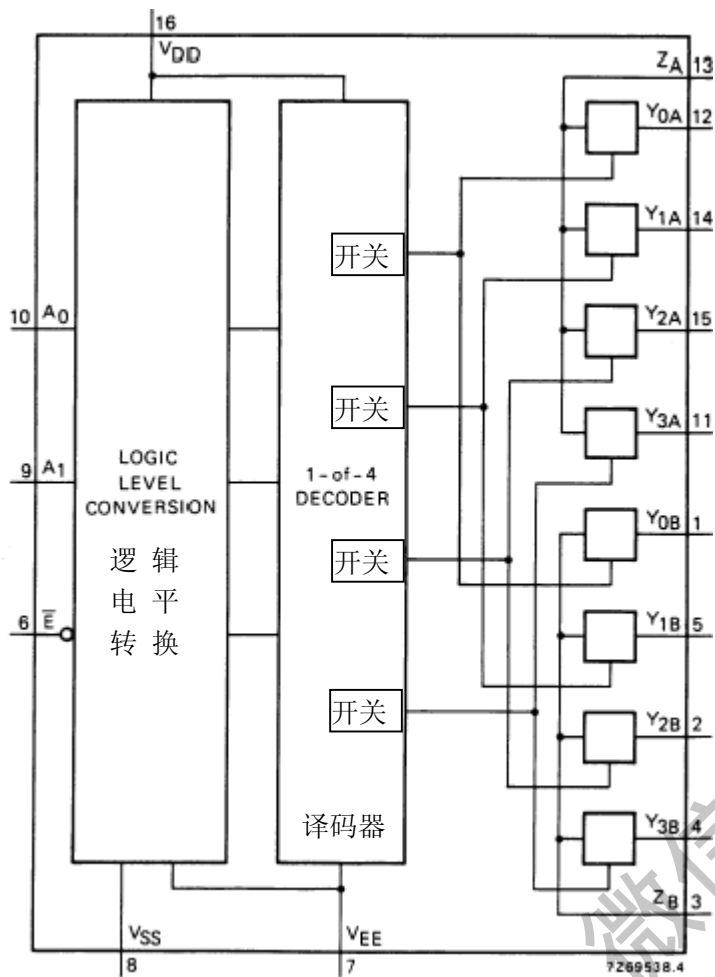 16
VDD
ZA 13
Y0A 12
Y1A 14
开关
10 A0
Y2A 15
开关
Y3A 11
9 A1
LOGIC
LEVEL
CONVERSION
逻 辑
电 平
转 换
1-of-4
DECODER
Y0B 1
开关
6 E̅
Y1B 5
开关
Y2B 2
译码器
Y3B 4
ZB 3
VSS
8
VEE
7
7Z69538.4
微信